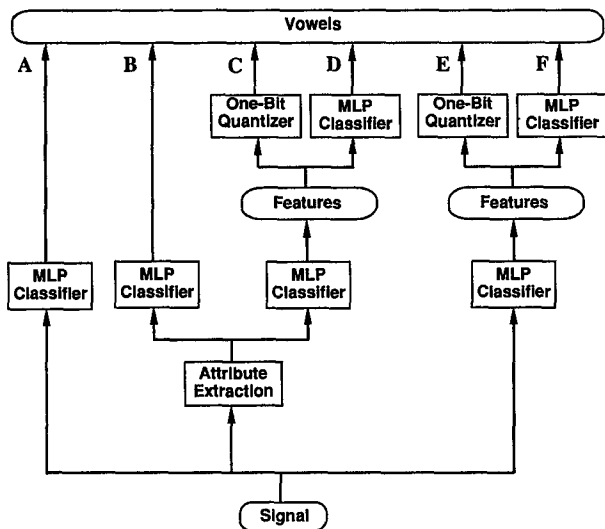 Vowels
A B C D E F
One-Bit Quantizer
MLP Classifier
One-Bit Quantizer
MLP Classifier
Features
Features
MLP Classifier
MLP Classifier
MLP Classifier
MLP Classifier
Attribute Extraction
Signal